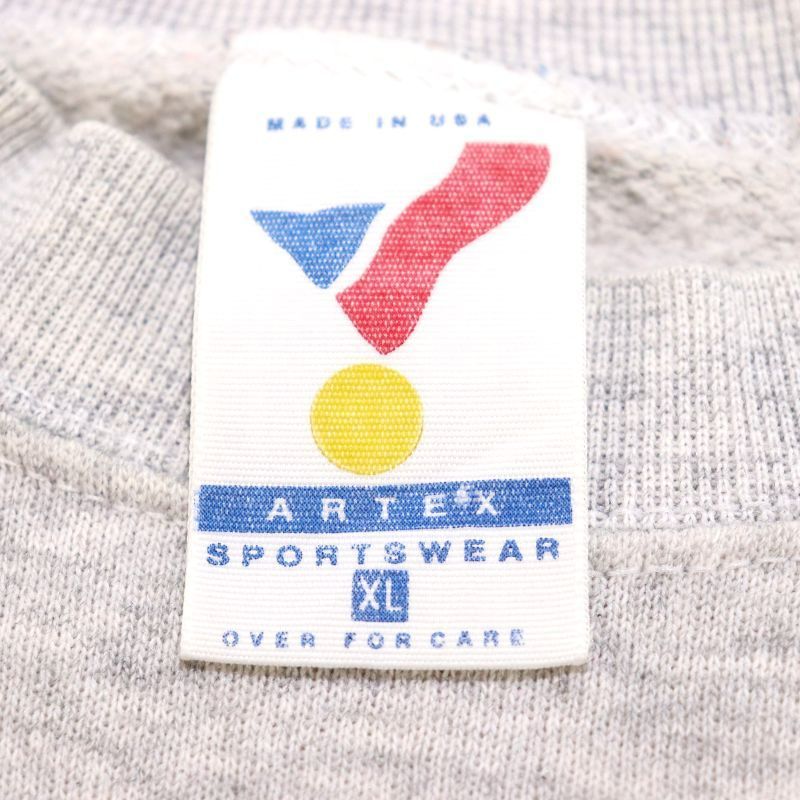 MADE IN USA
ARTEX
SPORTSWEAR
XL
OVER FOR CARE